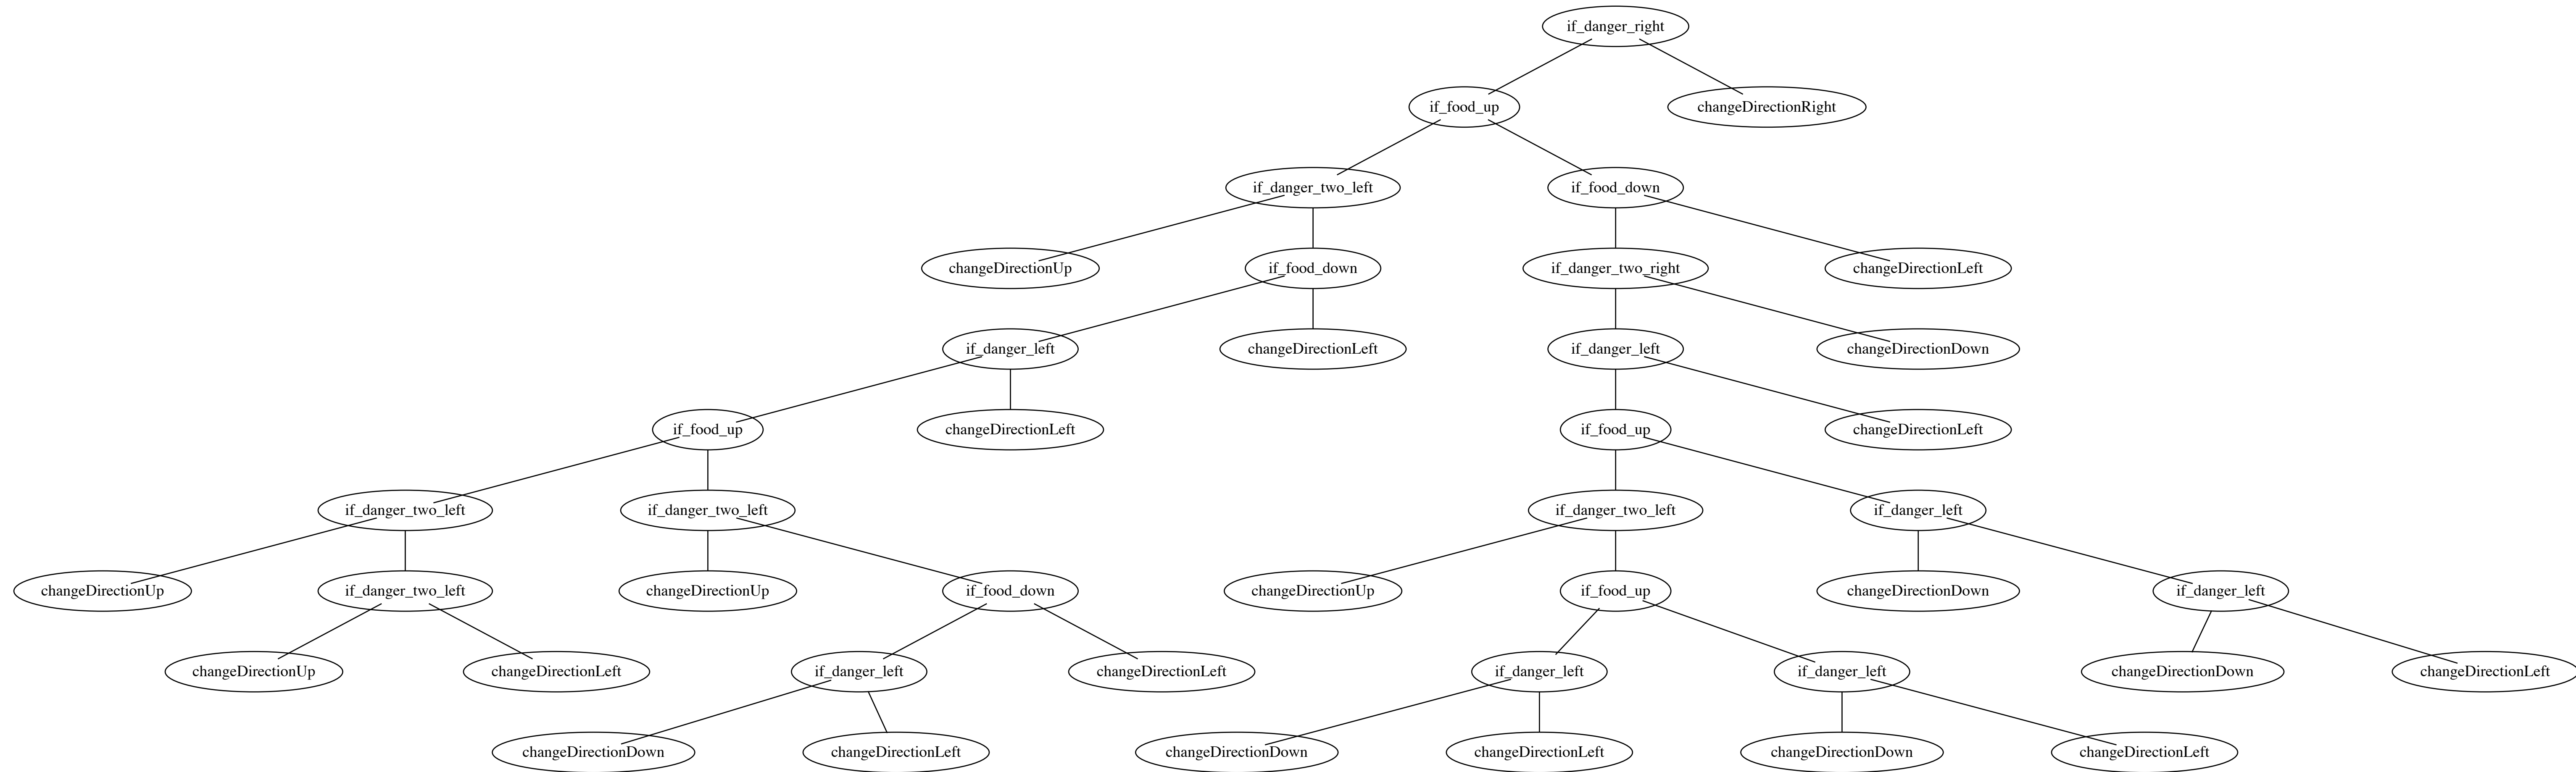 if_danger_right
if_food_up
changeDirectionRight
if_danger_two_left
if_food_down
changeDirectionUp
if_food_down
if_danger_two_right
changeDirectionLeft
if_danger_left
changeDirectionLeft
if_danger_left
changeDirectionDown
if_food_up
changeDirectionLeft
if_food_up
changeDirectionLeft
if_danger_two_left
if_danger_two_left
if_danger_two_left
if_danger_left
changeDirectionUp
if_danger_two_left
changeDirectionUp
if_food_down
changeDirectionUp
if_food_up
changeDirectionDown
if_danger_left
changeDirectionUp
changeDirectionLeft
if_danger_left
changeDirectionLeft
if_danger_left
if_danger_left
changeDirectionDown
changeDirectionLeft
changeDirectionDown
changeDirectionLeft
changeDirectionDown
changeDirectionLeft
changeDirectionDown
changeDirectionLeft